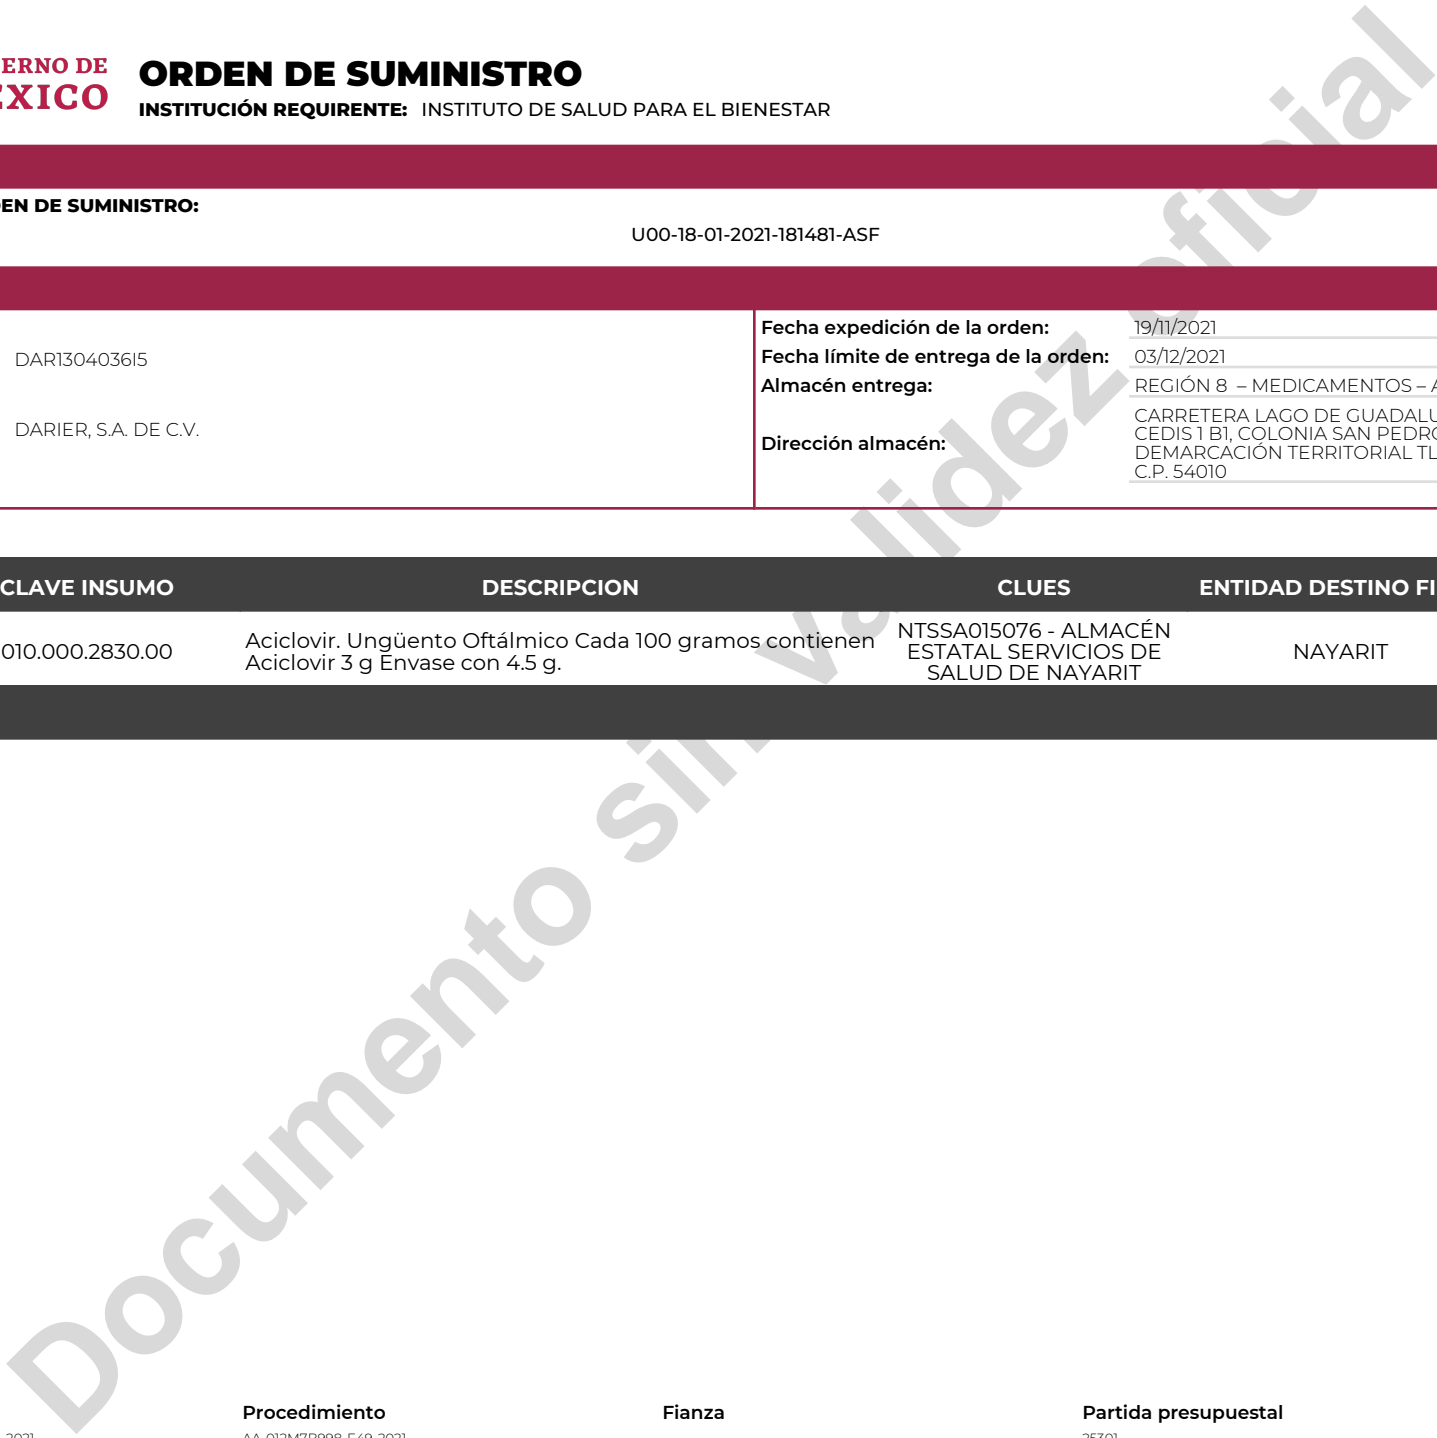 ERNO DE
ÉXICO
ORDEN DE SUMINISTRO
INSTITUCIÓN REQUIRENTE: INSTITUTO DE SALUD PARA EL BIENESTAR
EN DE SUMINISTRO:
U00-18-01-2021-181481-ASF
DAR1304036I5
DARIER, S.A. DE C.V.
Fecha expedición de la orden: 19/11/2021
Fecha límite de entrega de la orden: 03/12/2021
Almacén entrega: REGIÓN 8 – MEDICAMENTOS – A
Dirección almacén:
CARRETERA LAGO DE GUADALU
CEDIS 1 B1, COLONIA SAN PEDRO
DEMARCACIÓN TERRITORIAL TL
C.P. 54010
CLAVE INSUMO DESCRIPCION CLUES ENTIDAD DESTINO FI
010.000.2830.00
Aciclovir. Ungüento Oftálmico Cada 100 gramos contienen
Aciclovir 3 g Envase con 4.5 g.
NTSSA015076 - ALMACÉN
ESTATAL SERVICIOS DE
SALUD DE NAYARIT
NAYARIT
Documento sin validez oficial
Procedimiento Fianza Partida presupuestal